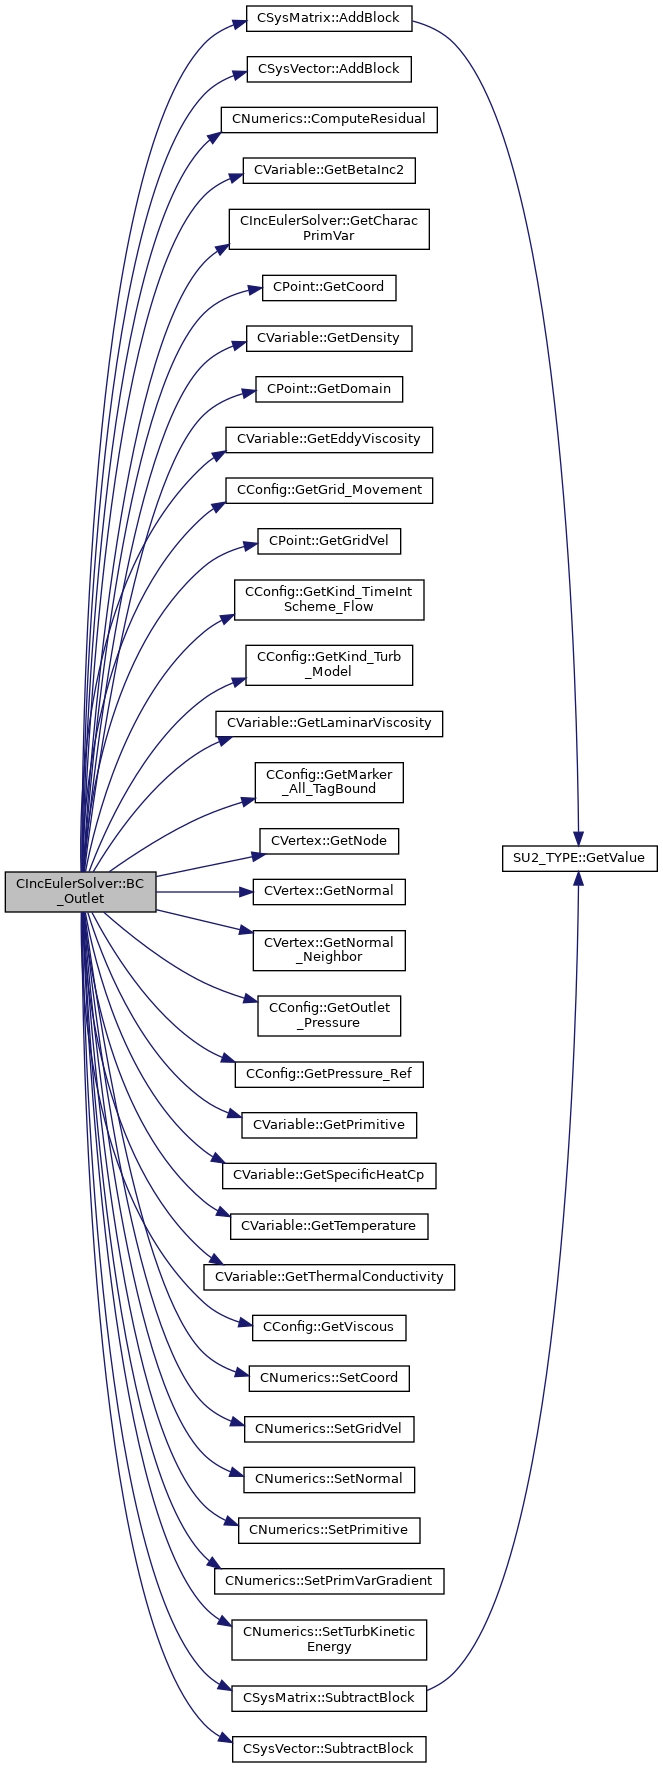 CSysMatrix::AddBlock
CSysVector::AddBlock
CNumerics::ComputeResidual
CVariable::GetBetaInc2
CIncEulerSolver::GetCharac
PrimVar
CPoint::GetCoord
CVariable::GetDensity
CPoint::GetDomain
CVariable::GetEddyViscosity
CConfig::GetGrid_Movement
CPoint::GetGridVel
CConfig::GetKind_TimeInt
Scheme_Flow
CConfig::GetKind_Turb
_Model
CVariable::GetLaminarViscosity
CConfig::GetMarker
_All_TagBound
CVertex::GetNode
SU2_TYPE::GetValue
CIncEulerSolver::BC
_Outlet
CVertex::GetNormal
CVertex::GetNormal
_Neighbor
CConfig::GetOutlet
_Pressure
CConfig::GetPressure_Ref
CVariable::GetPrimitive
CVariable::GetSpecificHeatCp
CVariable::GetTemperature
CVariable::GetThermalConductivity
CConfig::GetViscous
CNumerics::SetCoord
CNumerics::SetGridVel
CNumerics::SetNormal
CNumerics::SetPrimitive
CNumerics::SetPrimVarGradient
CNumerics::SetTurbKinetic
Energy
CSysMatrix::SubtractBlock
CSysVector::SubtractBlock